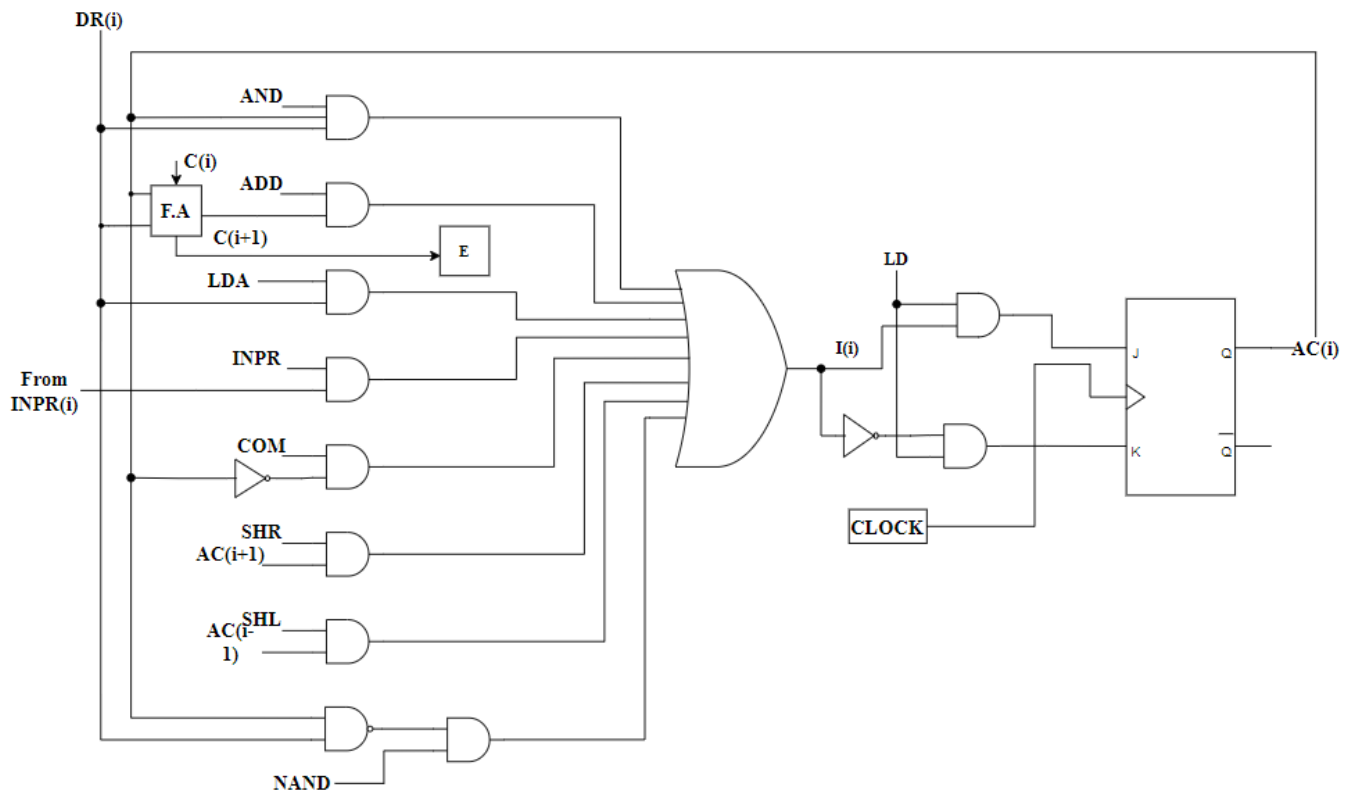 DR(i)
AND
C(i)
ADD
F.A
C(i+1)
E
LDA
LD
INPR
I(i)
AC(i)
From
INPR(i)
J
Q
COM
K
Q
SHR
AC(i+1)
CLOCK
SHL
AC(i-
1)
NAND